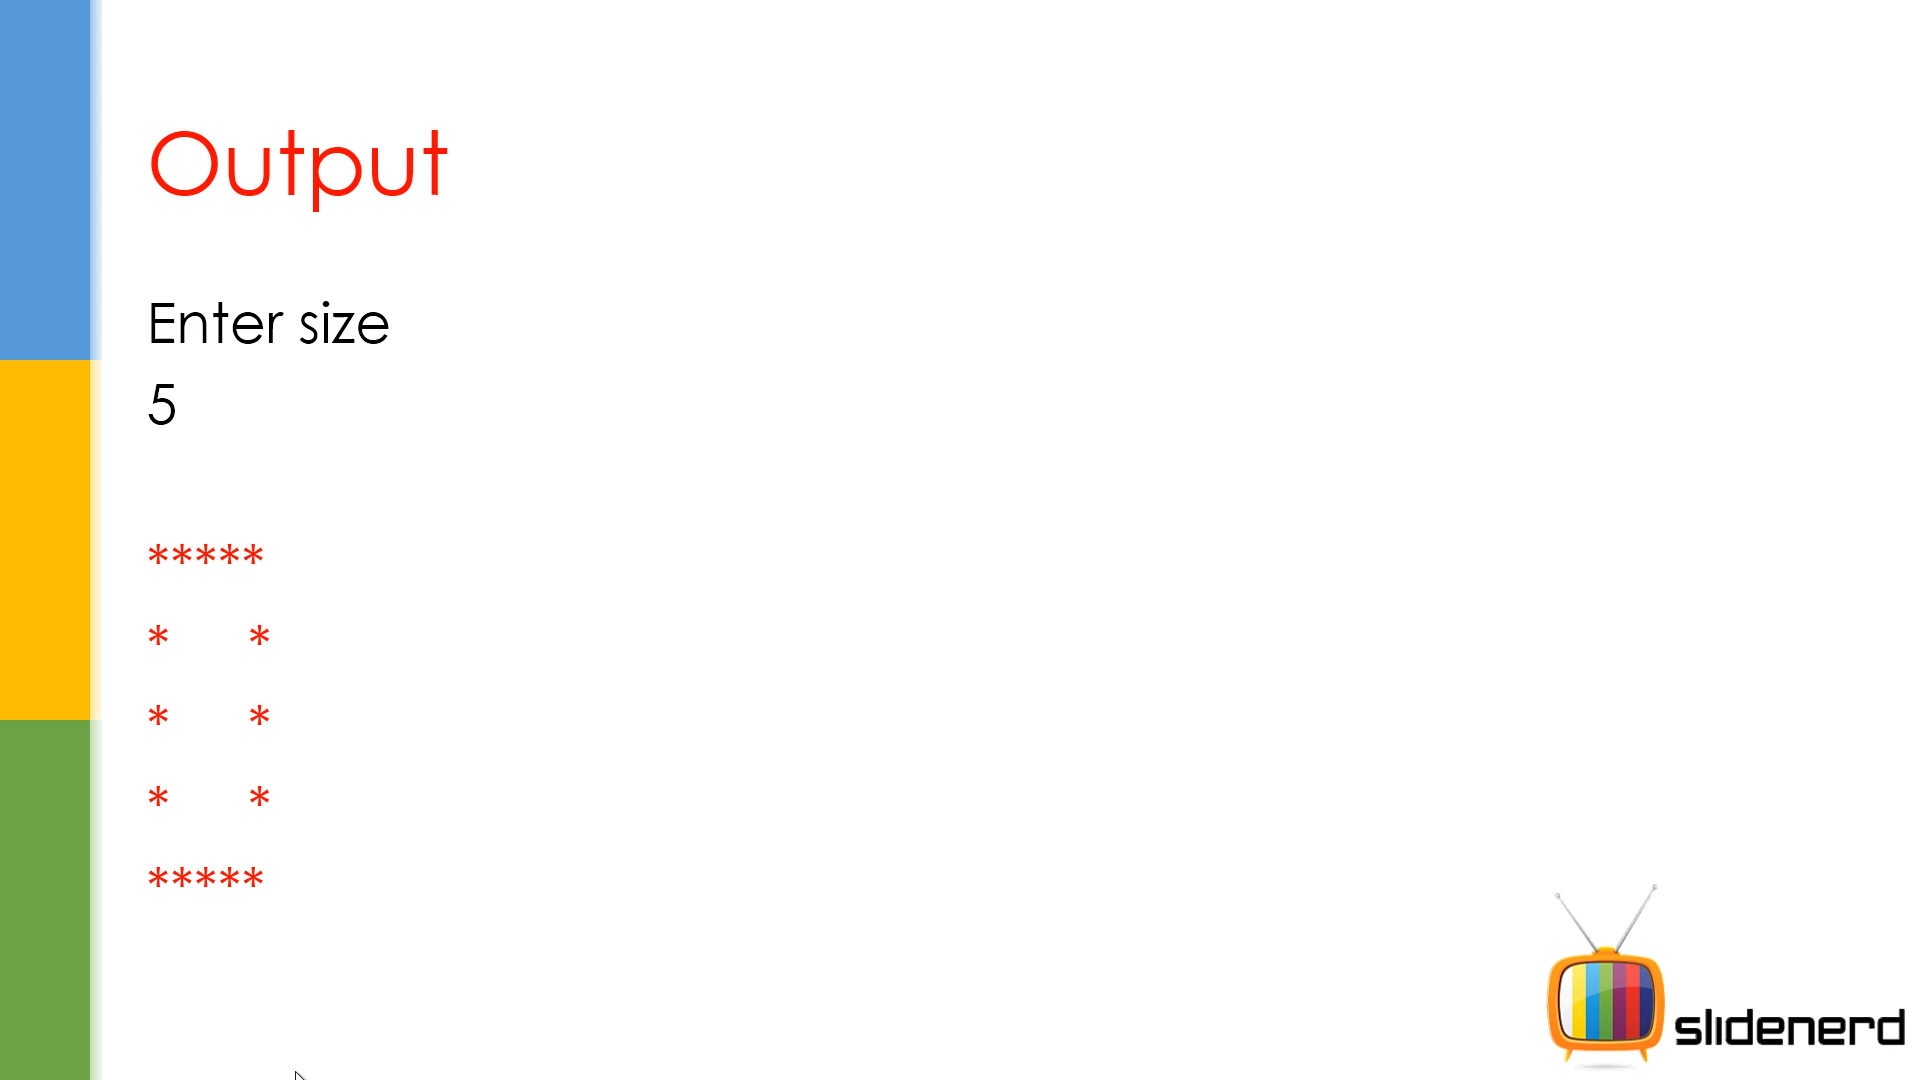 Output
Enter size
5
*****
*       *
*       *
*       *
*****
slidenerd